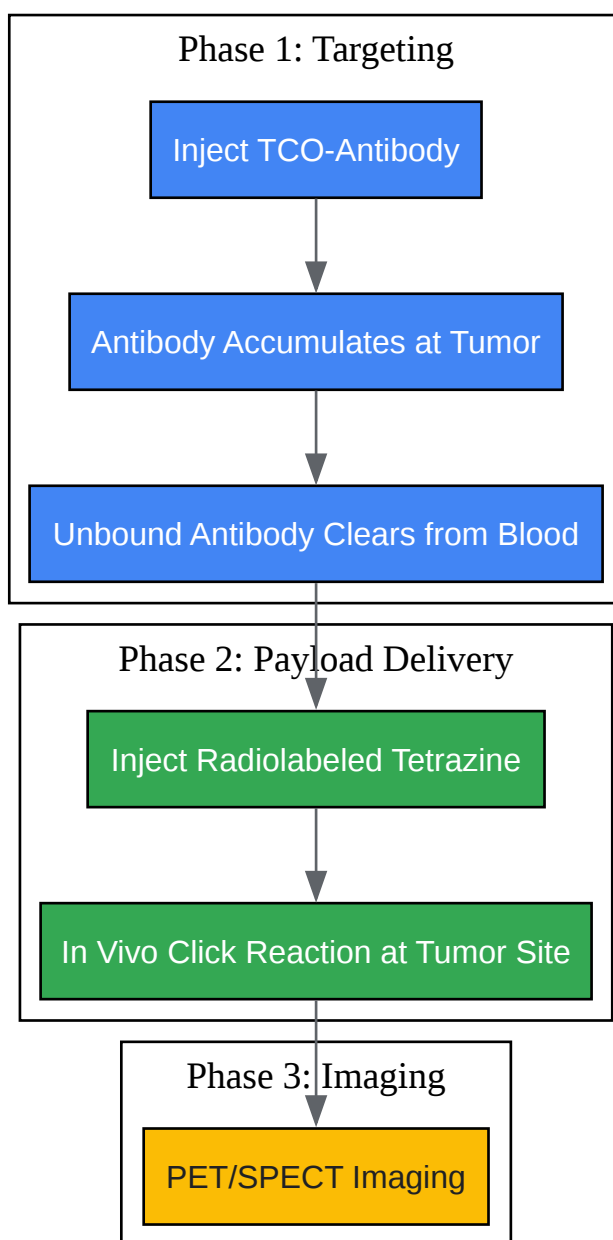 Phase 1: Targeting
Inject TCO-Antibody
Antibody Accumulates at Tumor
Unbound Antibody Clears from Blood
Phase 2: Payload Delivery
Inject Radiolabeled Tetrazine
In Vivo Click Reaction at Tumor Site
Phase 3: Imaging
PET/SPECT Imaging